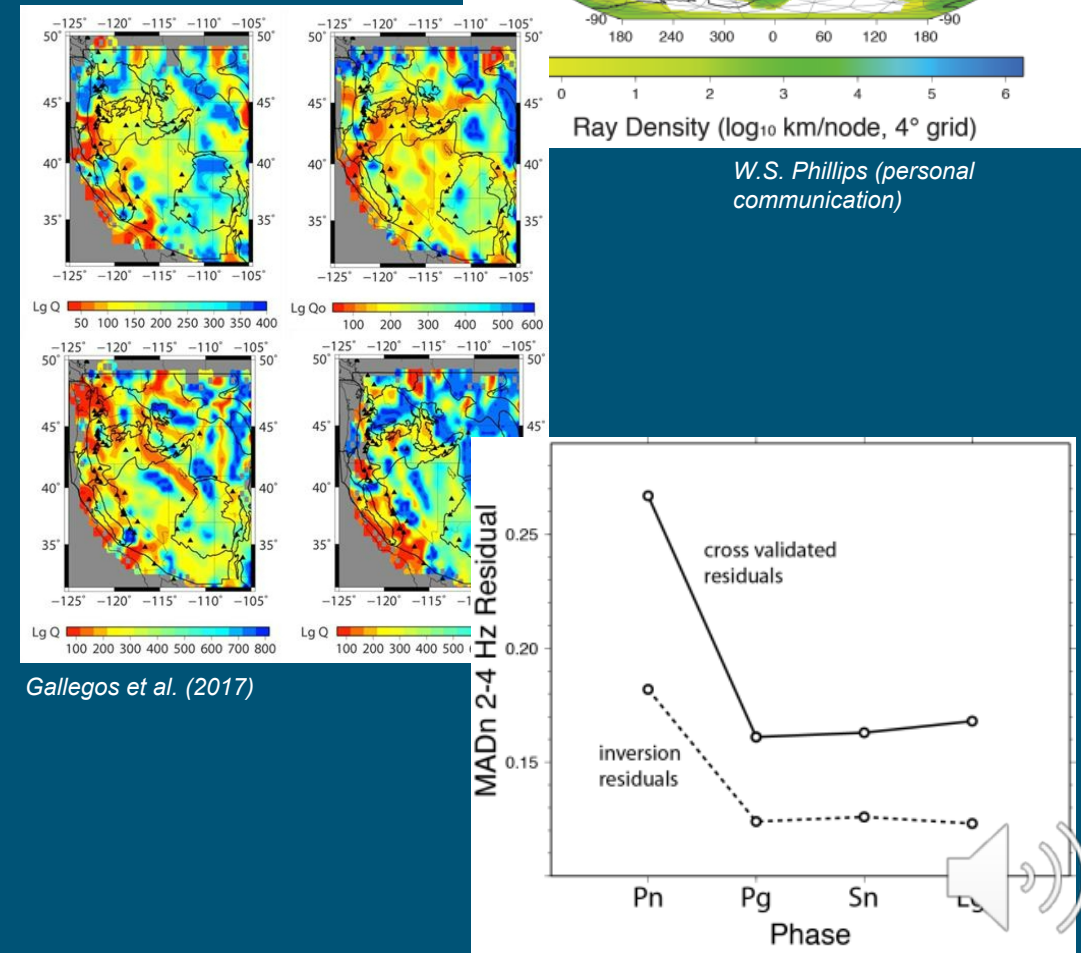 -90 -90
180 240 300 0 60 120 180
0 1 2 3 4 5 6
Ray Density (log₁₀ km/node, 4° grid)
W.S. Phillips (personal
communication)
−125˚ −120˚ −115˚ −110˚ −105˚
50˚ 50˚
45˚ 45˚
40˚ 40˚
35˚ 35˚
−125˚ −120˚ −115˚ −110˚ −105˚
Lg Q
50 100 150 200 250 300 350 400
−125˚ −120˚ −115˚ −110˚ −105˚
50˚ 50˚
45˚ 45˚
40˚ 40˚
35˚ 35˚
−125˚ −120˚ −115˚ −110˚ −105˚
Lg Qo
100 200 300 400 500 600
−125˚ −120˚ −115˚ −110˚ −105˚
50˚ 50˚
45˚ 45˚
40˚ 40˚
35˚ 35˚
−125˚ −120˚ −115˚ −110˚ −105˚
Lg Q
100 200 300 400 500 600 700 800
−125˚ −120˚ −115˚ −110˚ −105˚
50˚ 50˚
45˚ 45˚
40˚
35˚
−125˚ −120˚ −115˚
Lg Q
100 200 300 400 500
Gallegos et al. (2017)
MADn 2-4 Hz Residual
0.25
0.20
0.15
cross validated
residuals
inversion
residuals
Pn Pg Sn Lg
Phase